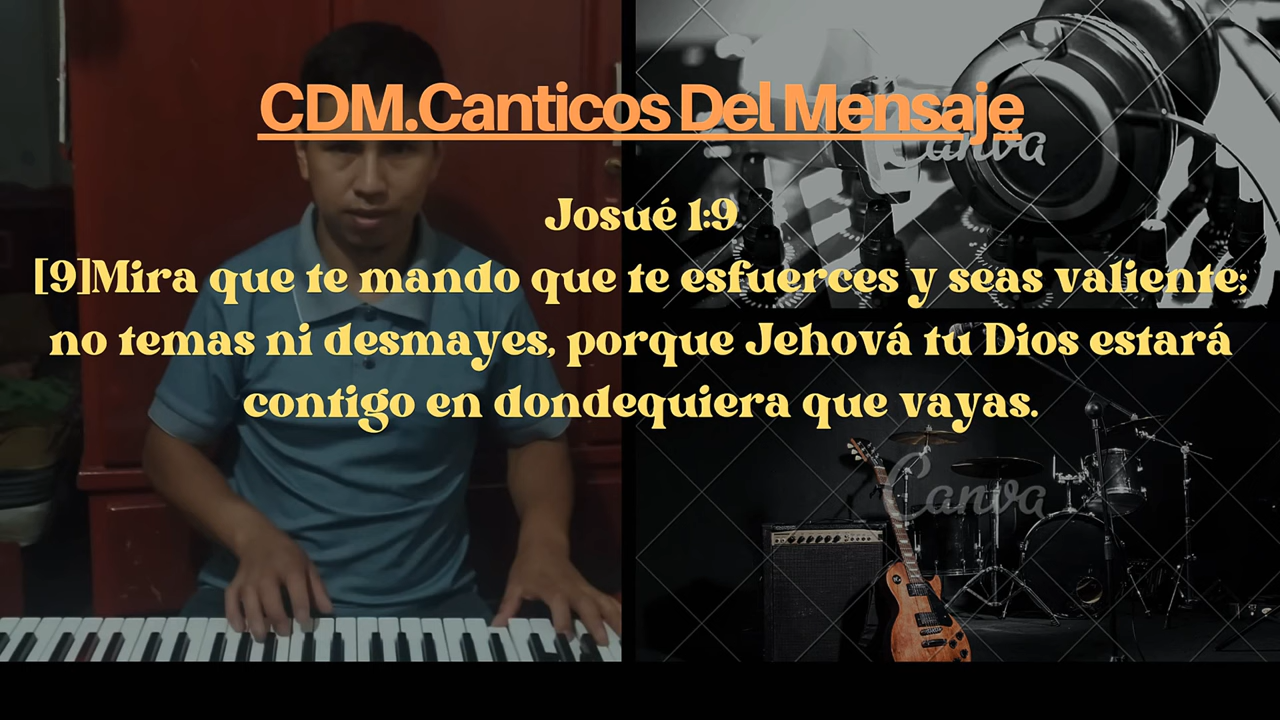 CDM.Canticos Del Mensaje
Canva
Josué 1:9
[9]Mira que te mando que te esfuerces y seas valiente;
no temas ni desmayes, porque Jehová tu Dios estará
contigo en dondequiera que vayas.
Canva